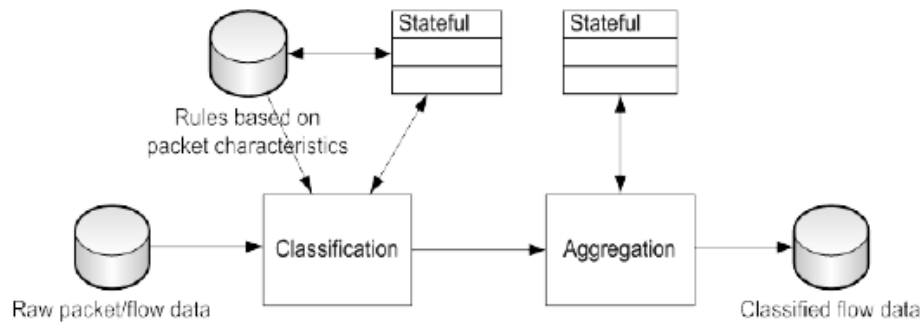 Stateful
Stateful
Rules based on
packet characteristics
Classification
Aggregation
Raw packet/flow data
Classified flow data